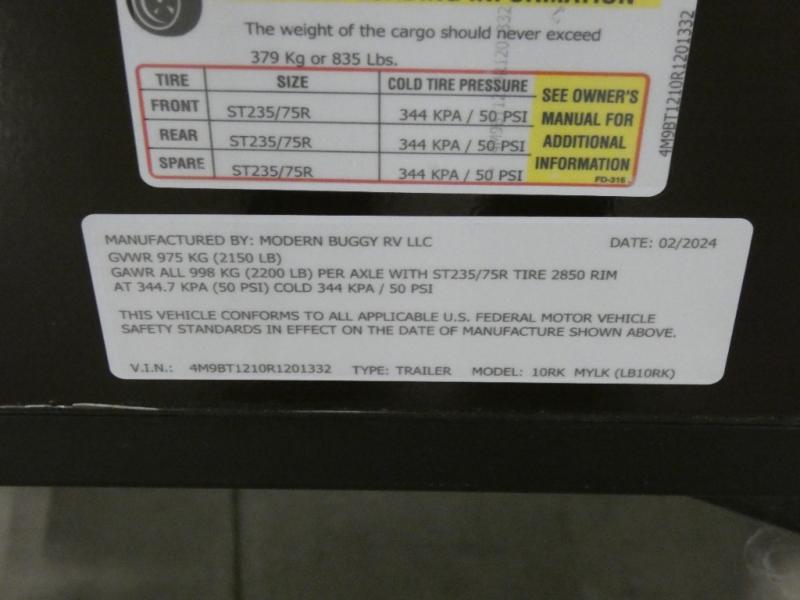 INFORMATION
The weight of the cargo should never exceed
379 Kg or 835 Lbs.
TIRE SIZE COLD TIRE PRESSURE
FRONT ST235/75R 344 KPA / 50 PSI
REAR ST235/75R 344 KPA / 50 PSI
SPARE ST235/75R 344 KPA / 50 PSI
SEE OWNER'S
MANUAL FOR
ADDITIONAL
INFORMATION
FD-316
4M9BT1210R1201332
MANUFACTURED BY: MODERN BUGGY RV LLC DATE: 02/2024
GVWR 975 KG (2150 LB)
GAWR ALL 998 KG (2200 LB) PER AXLE WITH ST235/75R TIRE 2850 RIM
AT 344.7 KPA (50 PSI) COLD 344 KPA / 50 PSI
THIS VEHICLE CONFORMS TO ALL APPLICABLE U.S. FEDERAL MOTOR VEHICLE
SAFETY STANDARDS IN EFFECT ON THE DATE OF MANUFACTURE SHOWN ABOVE.
V.I.N.: 4M9BT1210R1201332 TYPE: TRAILER MODEL: 10RK MYLK (LB10RK)